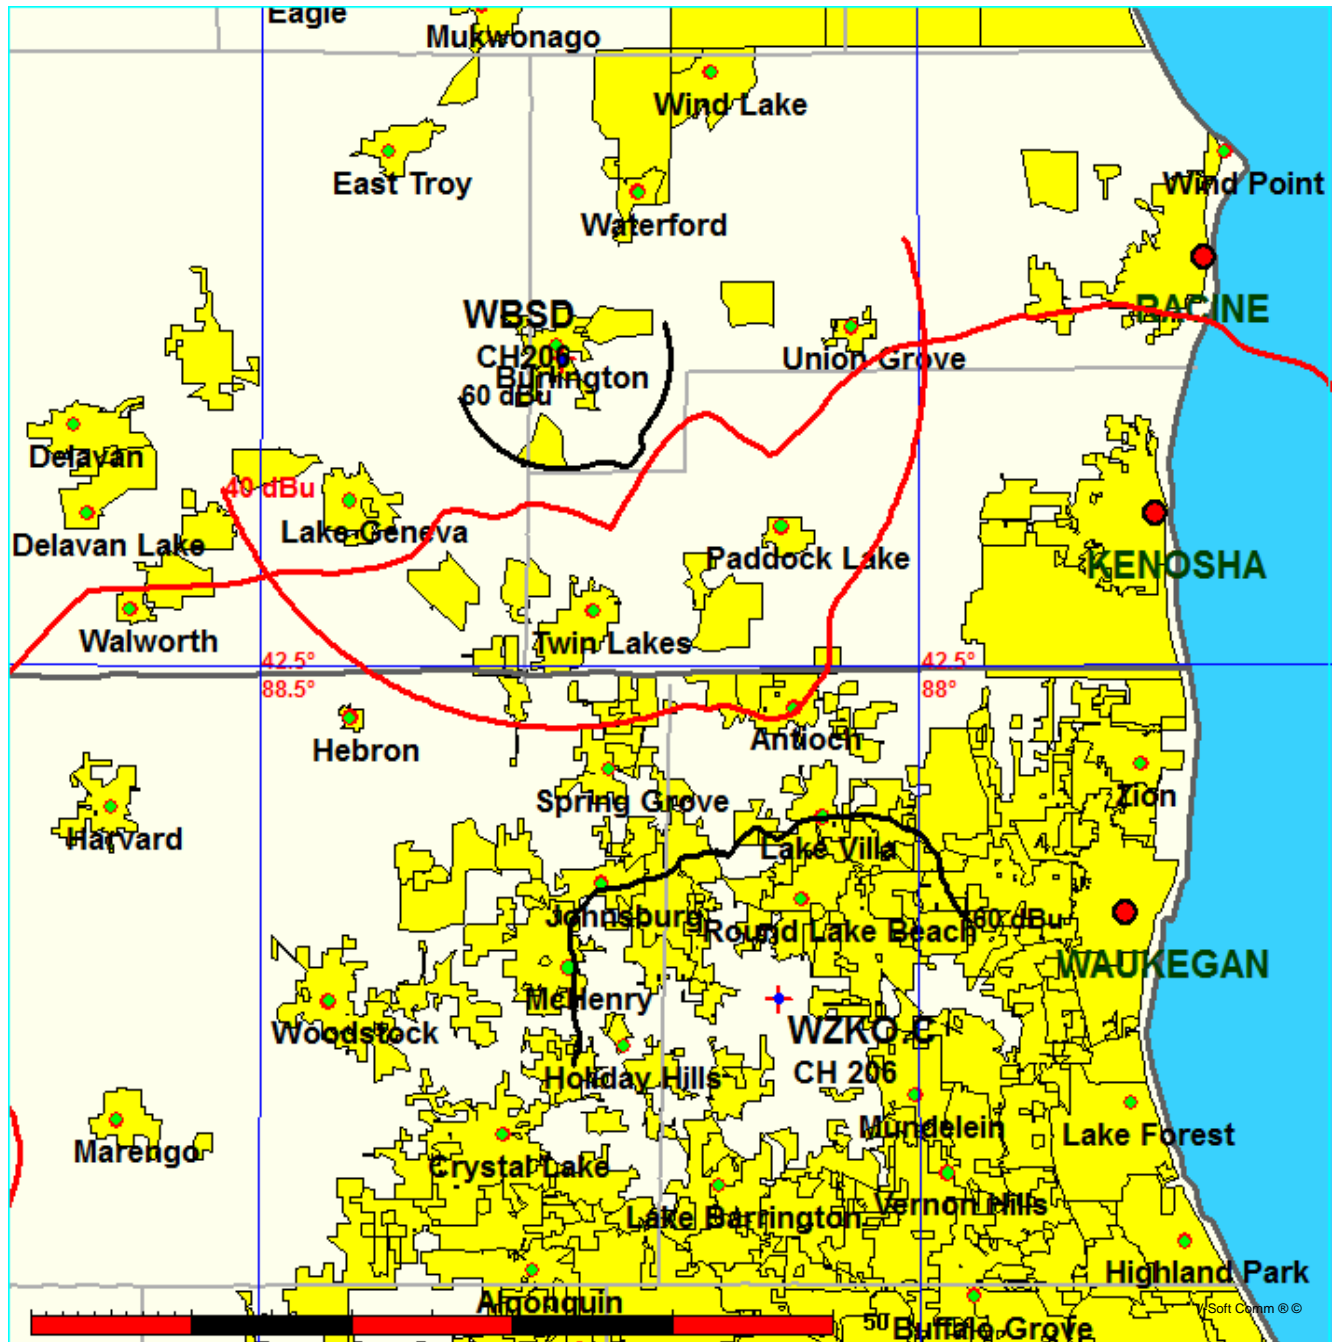 Eagle
Mukwonago
Wind Lake
East Troy
Wind Point
Waterford
WBSD
RACINE
CH206
Union Grove
Burlington
60 dBu
Delavan
40 dBu
Lake Geneva
Delavan Lake
Paddock Lake
KENOSHA
Walworth
Twin Lakes
42.5°
42.5°
88.5°
88°
Hebron
Antioch
Zion
Spring Grove
Harvard
Lake Villa
Johnsburg
60 dBu
Round Lake Beach
WAUKEGAN
McHenry
Woodstock
WZKO.C
CH 206
Holiday Hills
Mundelein
Lake Forest
Marengo
Crystal Lake
Vernon Hills
Lake Barrington
Highland Park
Algonquin
V-Soft Comm ® ©
50
Buffalo Grove